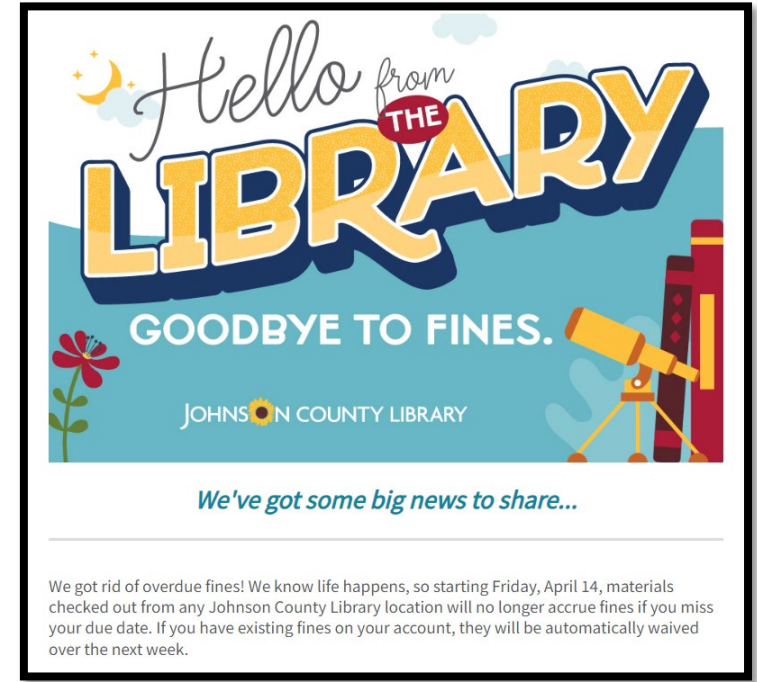 Hello from
THE
LIBRARY
GOODBYE TO FINES.
JOHNSON COUNTY LIBRARY
We've got some big news to share...
We got rid of overdue fines! We know life happens, so starting Friday, April 14, materials
checked out from any Johnson County Library location will no longer accrue fines if you miss
your due date. If you have existing fines on your account, they will be automatically waived
over the next week.